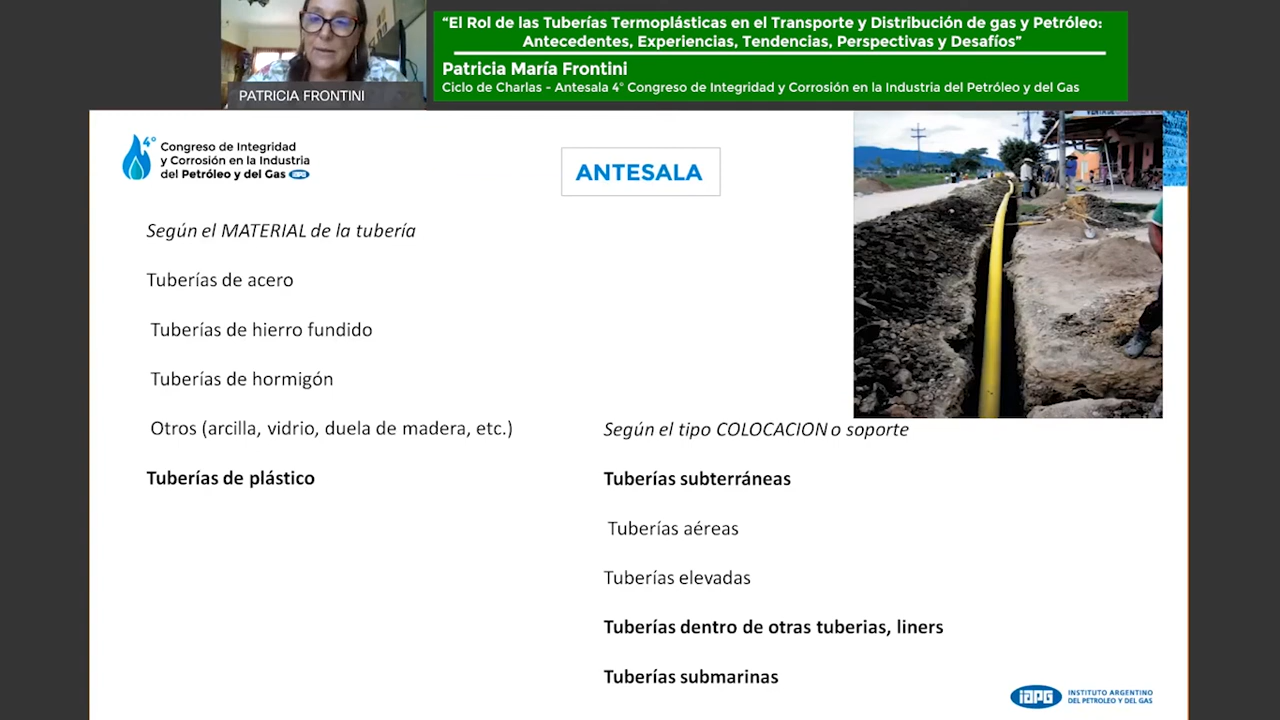 “El Rol de las Tuberías Termoplásticas en el Transporte y Distribución de gas y Petróleo:
Antecedentes, Experiencias, Tendencias, Perspectivas y Desafíos”
Patricia María Frontini
Ciclo de Charlas - Antesala 4° Congreso de Integridad y Corrosión en la Industria del Petróleo y del Gas
PATRICIA FRONTINI
4°
Congreso de Integridad
y Corrosión en la Industria
del Petróleo y del Gas iapg
ANTESALA
Según el MATERIAL de la tubería
Tuberías de acero
Tuberías de hierro fundido
Tuberías de hormigón
Otros (arcilla, vidrio, duela de madera, etc.)
Tuberías de plástico
Según el tipo COLOCACION o soporte
Tuberías subterráneas
Tuberías aéreas
Tuberías elevadas
Tuberías dentro de otras tuberias, liners
Tuberías submarinas
iapg
INSTITUTO ARGENTINO
DEL PETROLEO Y DEL GAS